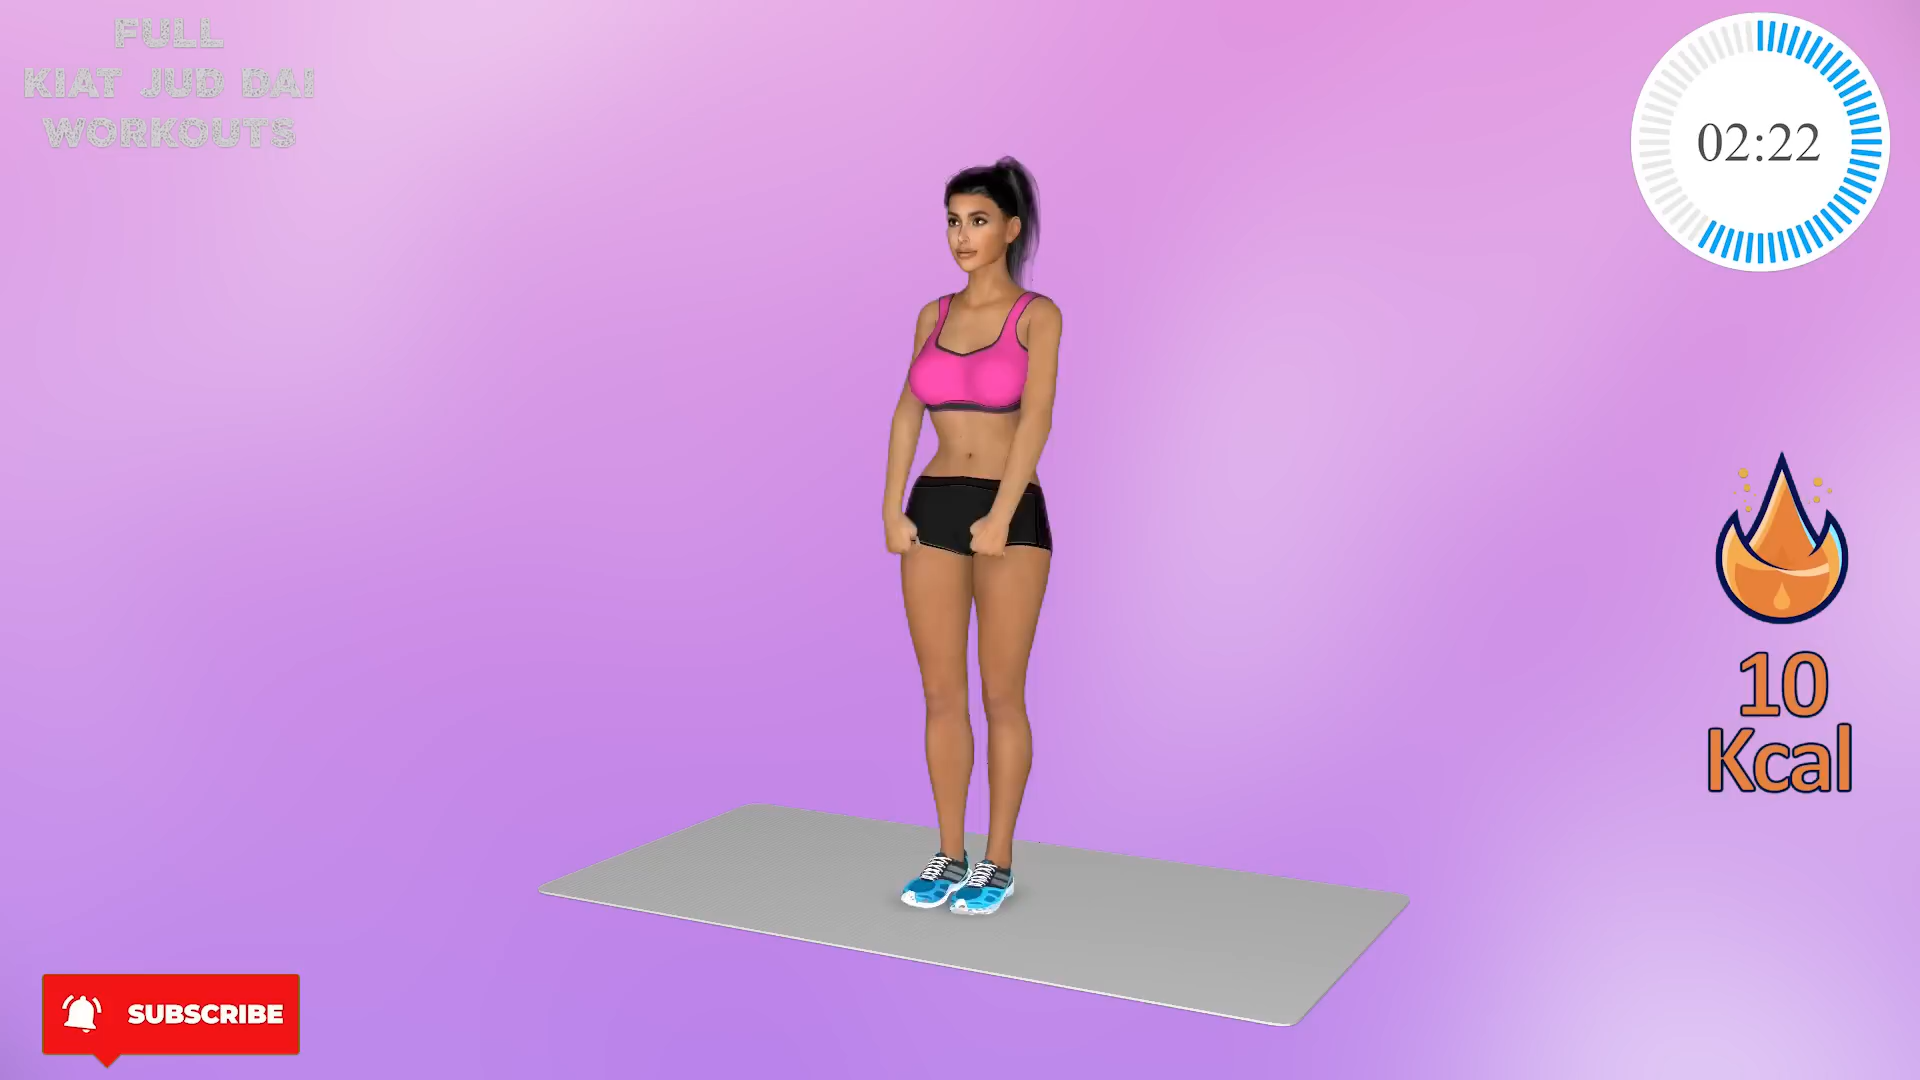 FULL
KIAT JUD DAI
WORKOUTS
02:22
10
Kcal
SUBSCRIBE